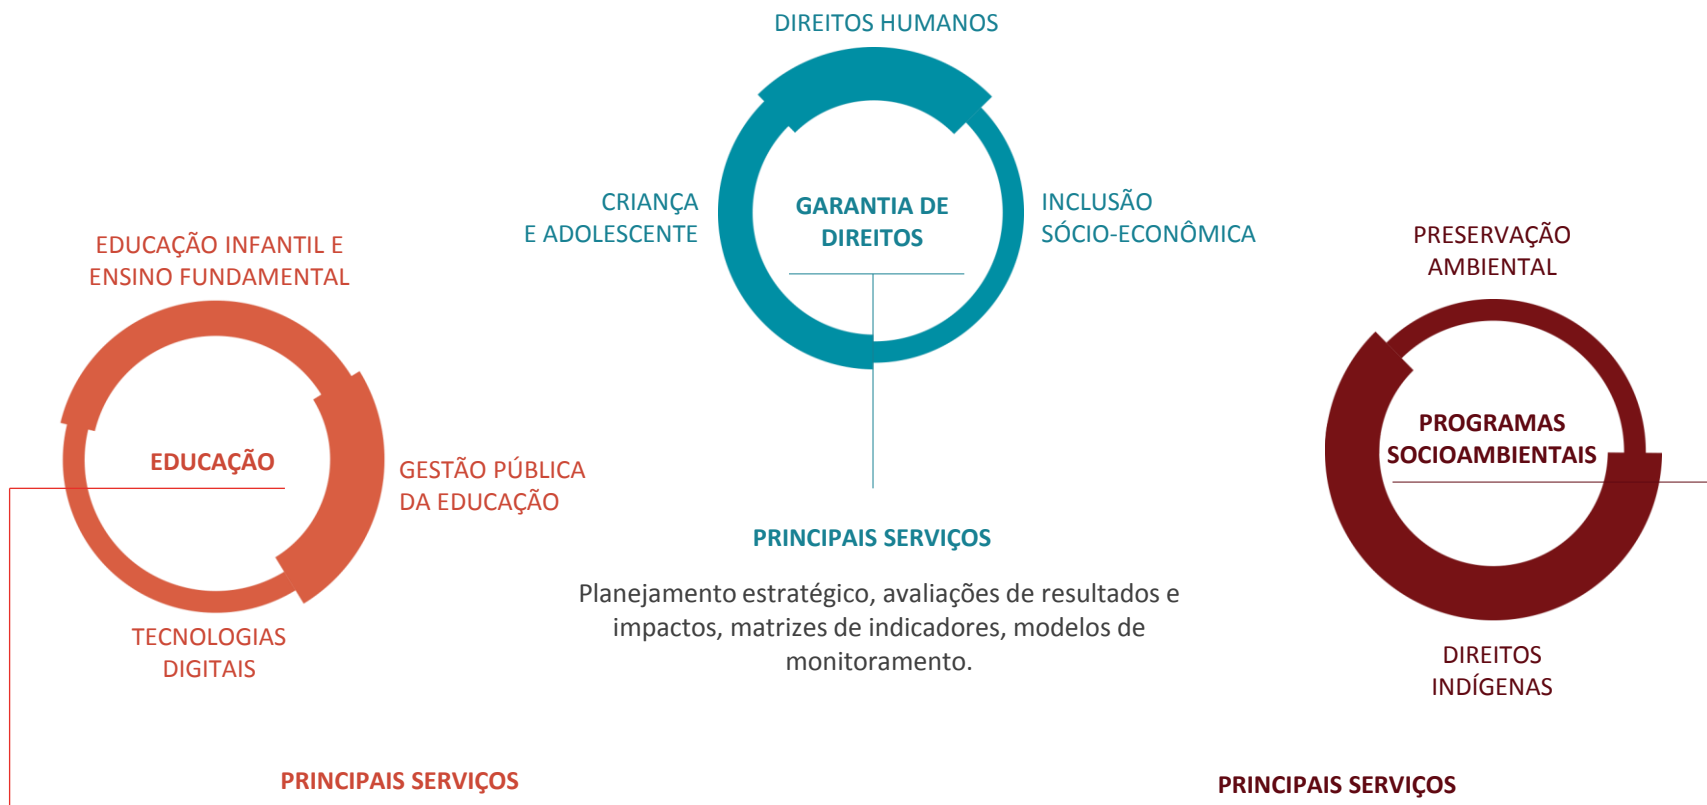 DIREITOS HUMANOS
CRIANÇA
E ADOLESCENTE
GARANTIA DE
DIREITOS
INCLUSÃO
SÓCIO-ECONÔMICA
EDUCAÇÃO INFANTIL E
ENSINO FUNDAMENTAL
EDUCAÇÃO
GESTÃO PÚBLICA
DA EDUCAÇÃO
TECNOLOGIAS
DIGITAIS
PRINCIPAIS SERVIÇOS
Planejamento estratégico, avaliações de resultados e
impactos, matrizes de indicadores, modelos de
monitoramento.
PRESERVAÇÃO
AMBIENTAL
PROGRAMAS
SOCIOAMBIENTAIS
DIREITOS
INDÍGENAS
PRINCIPAIS SERVIÇOS
PRINCIPAIS SERVIÇOS